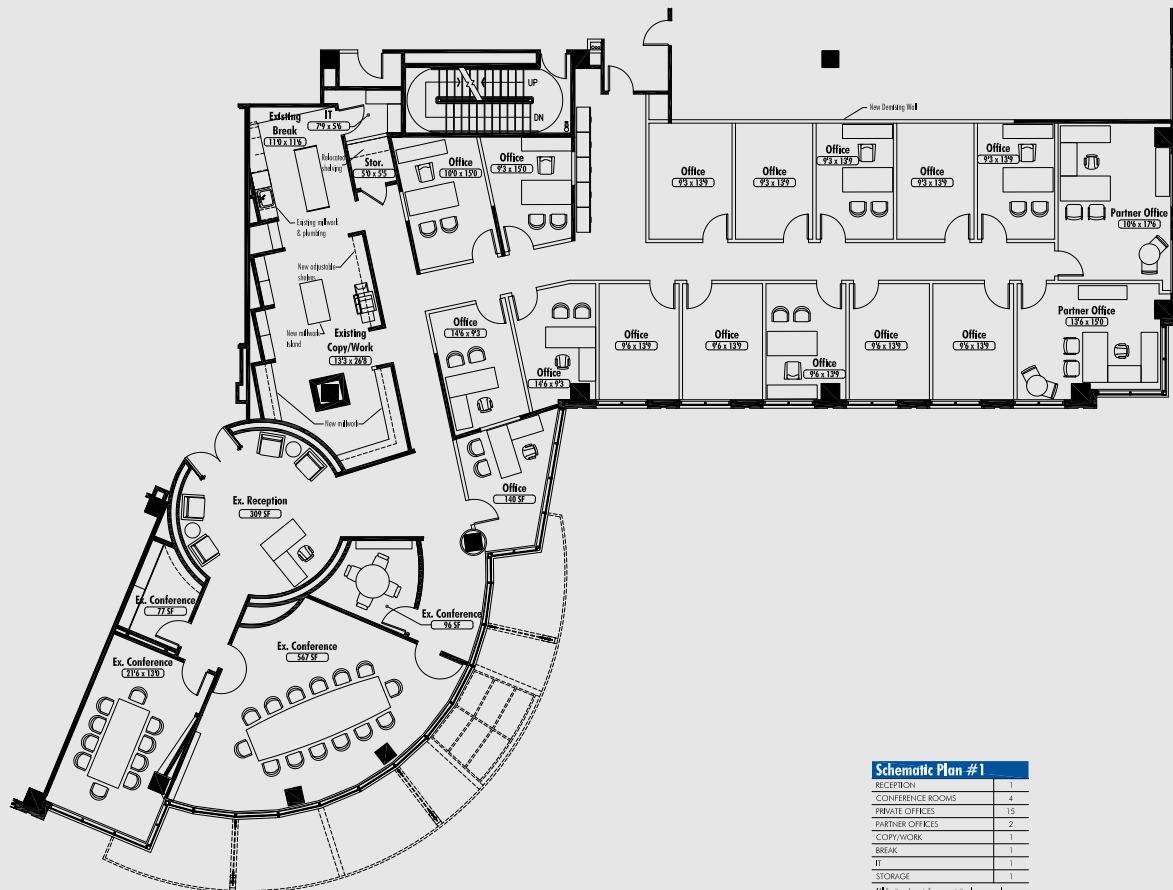 UP
DN
New Demising Wall
IT
7'9 x 5'6
Existing
Break
11'0 x 11'6
Relocated
shelving
Stor.
5'0 x 5'5
Office
10'0 x 15'0
Office
9'3 x 15'0
Office
9'3 x 13'9
Office
9'3 x 13'9
Office
9'3 x 13'9
Office
9'3 x 13'9
Office
9'3 x 13'9
Partner Office
10'6 x 17'6
Existing millwork
& plumbing
New adjustable
shelves
New millwork
island
Existing
Copy/Work
13'3 x 26'8
New millwork
Office
14'6 x 9'3
Office
14'6 x 9'3
Office
9'6 x 13'9
Office
9'6 x 13'9
Office
9'6 x 13'9
Office
9'6 x 13'9
Office
9'6 x 13'9
Partner Office
13'6 x 15'0
Office
140 SF
Ex. Reception
309 SF
Ex. Conference
77 SF
Ex. Conference
96 SF
Ex. Conference
567 SF
Ex. Conference
21'6 x 13'0
Schematic Plan #1
RECEPTION 1
CONFERENCE ROOMS 4
PRIVATE OFFICES 15
PARTNER OFFICES 2
COPY/WORK 1
BREAK 1
IT 1
STORAGE 1